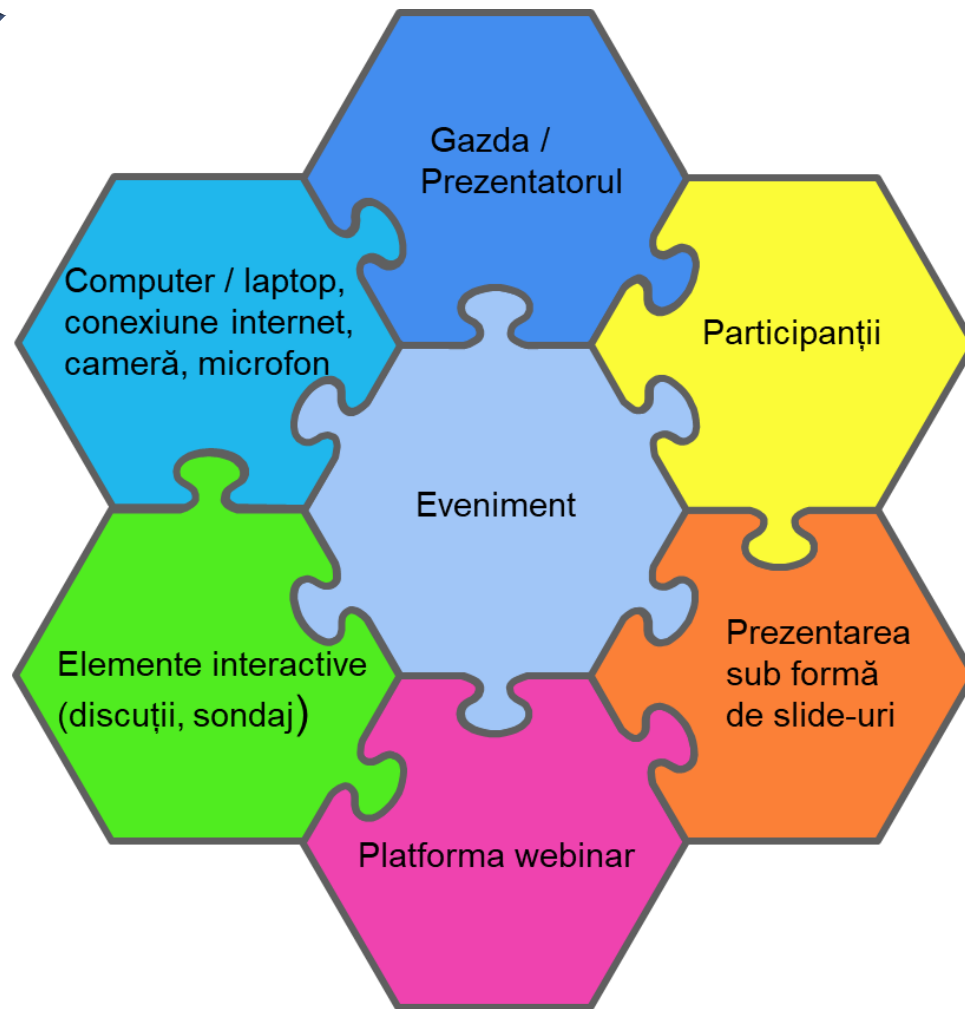 Gazda /
Prezentatorul
Computer / laptop,
conexiune internet,
cameră, microfon
Participanții
Eveniment
Elemente interactive
(discuții, sondaj)
Prezentarea
sub formă
de slide-uri
Platforma webinar